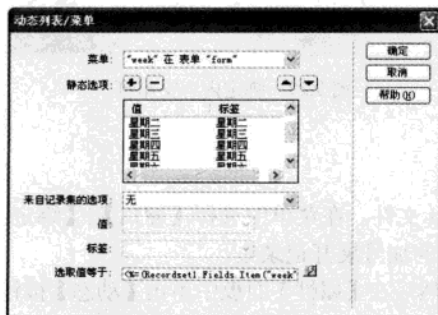 动态列表/菜单
菜单: "week" 在 表单 "form"
确定
静态选项:
取消
帮助(H)
值 标签
星期二 星期二
星期三 星期三
星期四 星期四
星期五 星期五
来自记录集的选项: 无
值:
标签:
选取值等于: <%=(Recordset1.Fields.Item("week"